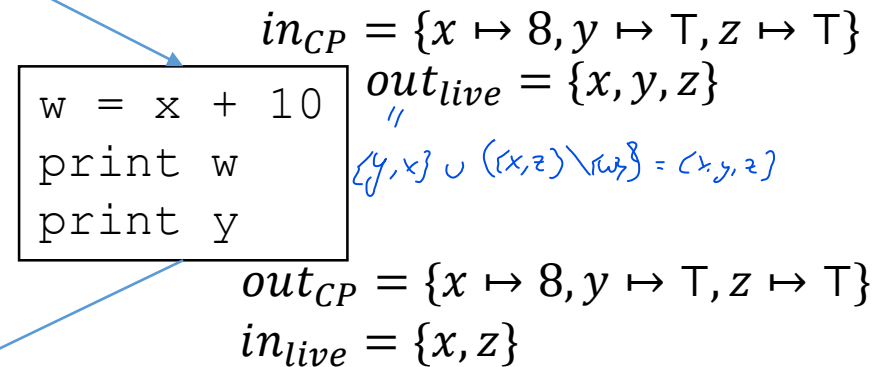 in_CP = {x ↦ 8, y ↦ ⊤, z ↦ ⊤}
out_live = {x, y, z}
w = x + 10
print w
print y
"
{y,x} ∪ ({x,z}\{w}) = {x,y,z}
out_CP = {x ↦ 8, y ↦ ⊤, z ↦ ⊤}
in_live = {x, z}